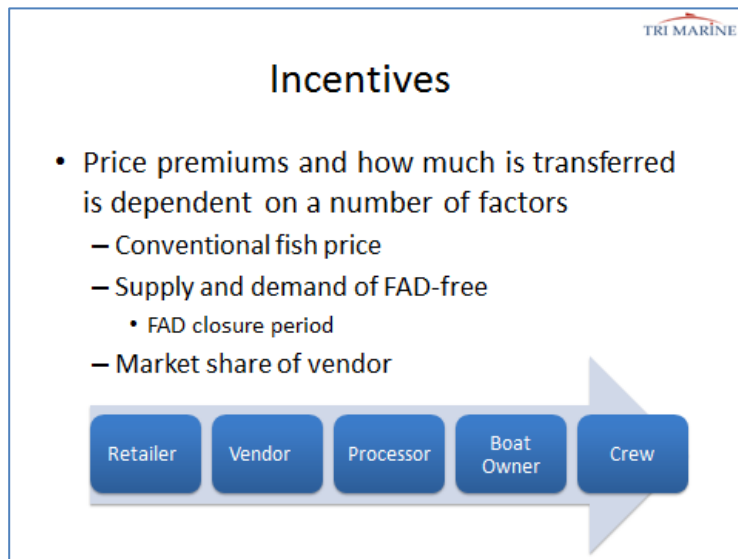 TRI MARINE
Incentives
• Price premiums and how much is transferred
is dependent on a number of factors
– Conventional fish price
– Supply and demand of FAD-free
• FAD closure period
– Market share of vendor
Retailer
Vendor
Processor
Boat
Owner
Crew